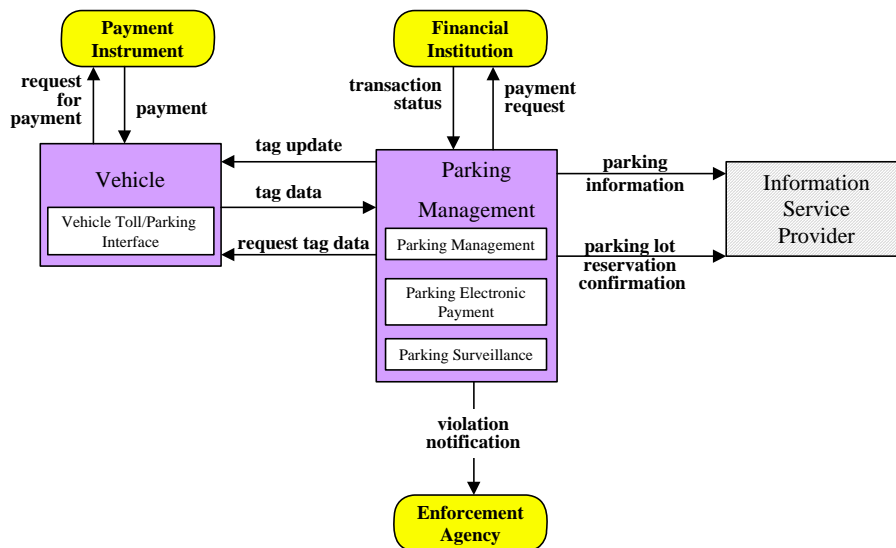 Payment
Instrument
Financial
Institution
request
for
payment
payment
transaction
status
payment
request
tag update
tag data
request tag data
Vehicle
Vehicle Toll/Parking
Interface
Parking
Management
Parking Management
Parking Electronic
Payment
Parking Surveillance
parking
information
parking lot
reservation
confirmation
Information
Service
Provider
violation
notification
Enforcement
Agency